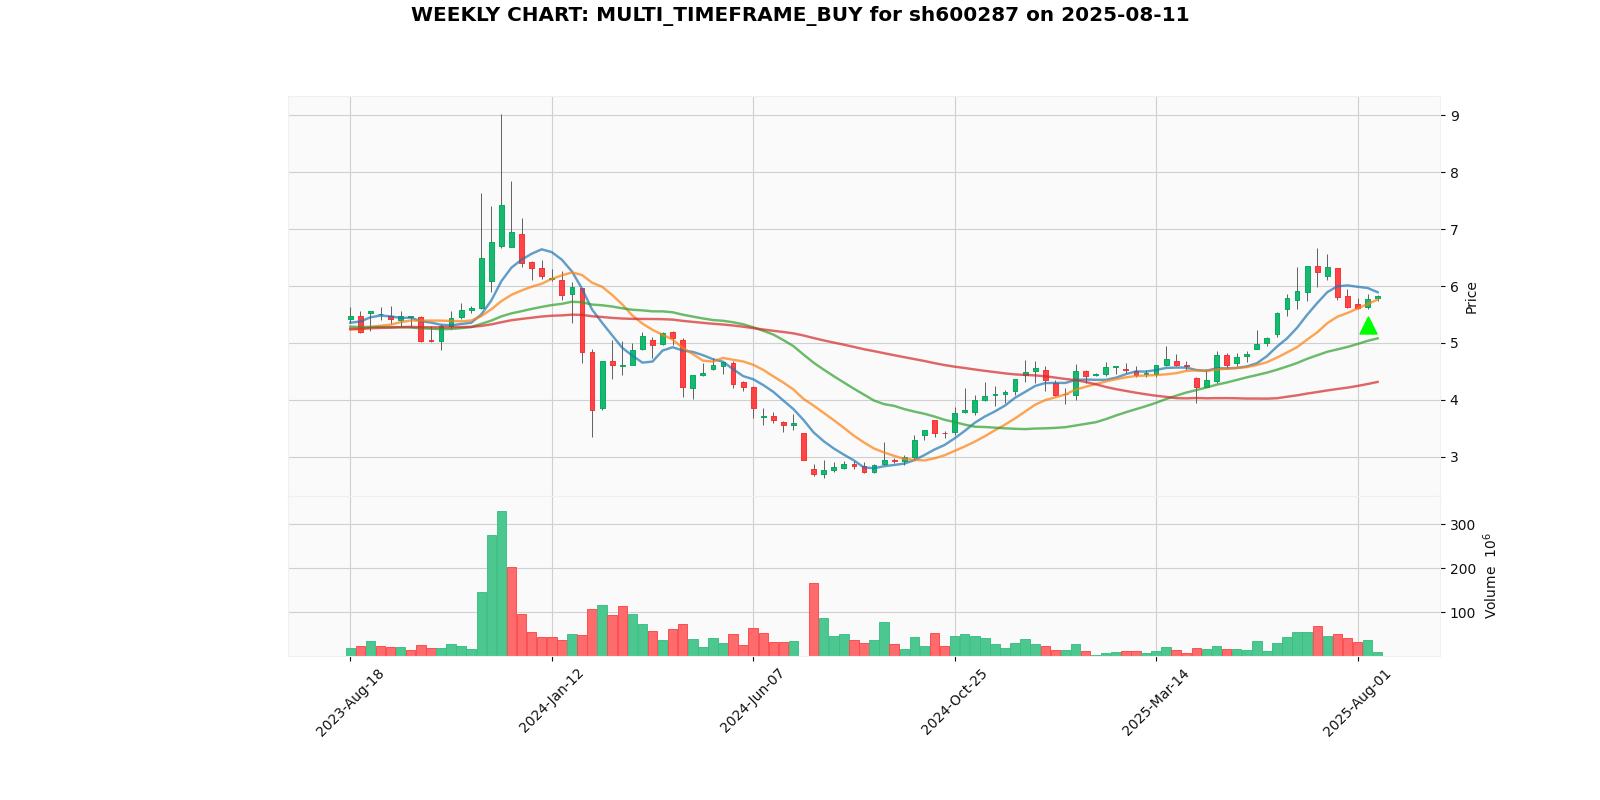 WEEKLY CHART: MULTI_TIMEFRAME_BUY for sh600287 on 2025-08-11
9
8
7
6
5
4
3
Price
300
200
100
Volume 10^6
2023-Aug-18
2024-Jan-12
2024-Jun-07
2024-Oct-25
2025-Mar-14
2025-Aug-01